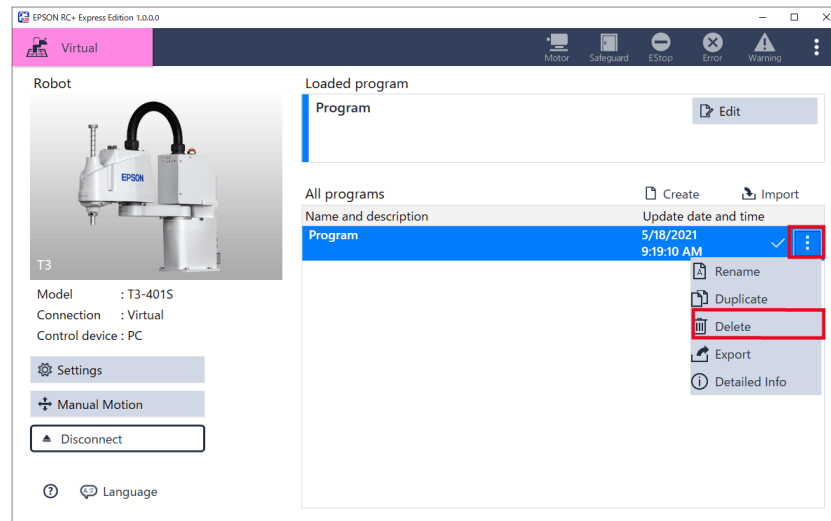 EPSON RC+ Express Edition 1.0.0.0
Virtual
Motor Safeguard EStop Error Warning
Robot
EPSON
T3
Model : T3-401S
Connection : Virtual
Control device : PC
Settings
Manual Motion
Disconnect
? Language
Loaded program
Program
Edit
All programs
Create Import
Name and description Update date and time
Program 5/18/2021
9:19:10 AM
Rename
Duplicate
Delete
Export
Detailed Info